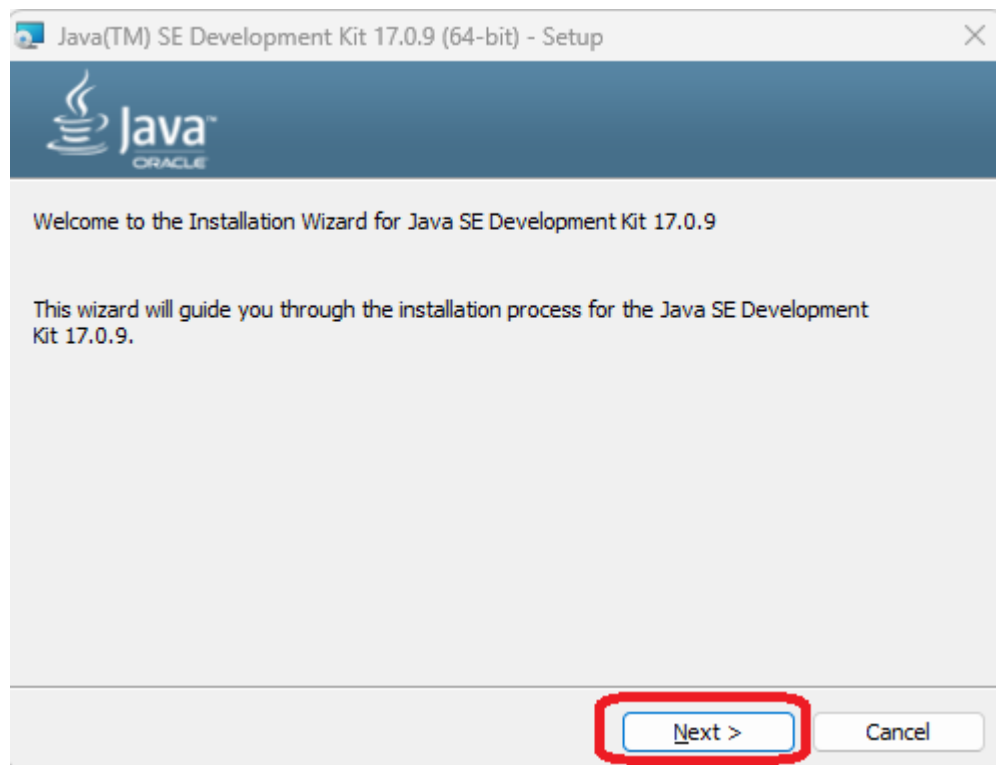 Java(TM) SE Development Kit 17.0.9 (64-bit) - Setup
Java™
ORACLE
Welcome to the Installation Wizard for Java SE Development Kit 17.0.9
This wizard will guide you through the installation process for the Java SE Development
Kit 17.0.9.
Next >
Cancel